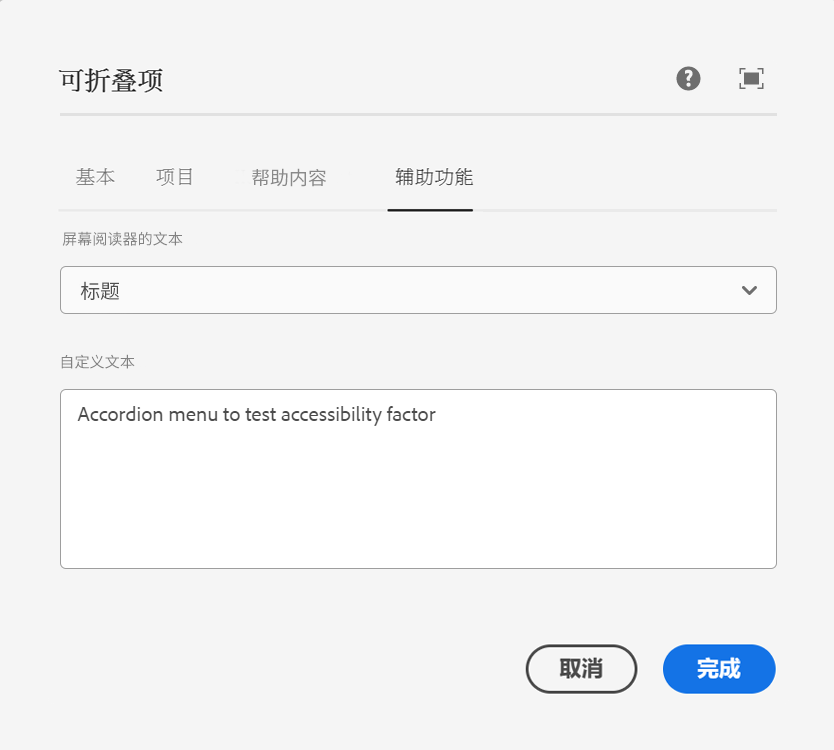 可折叠项
基本 项目 帮助内容 辅助功能
屏幕阅读器的文本
标题
自定义文本
Accordion menu to test accessibility factor
取消 完成